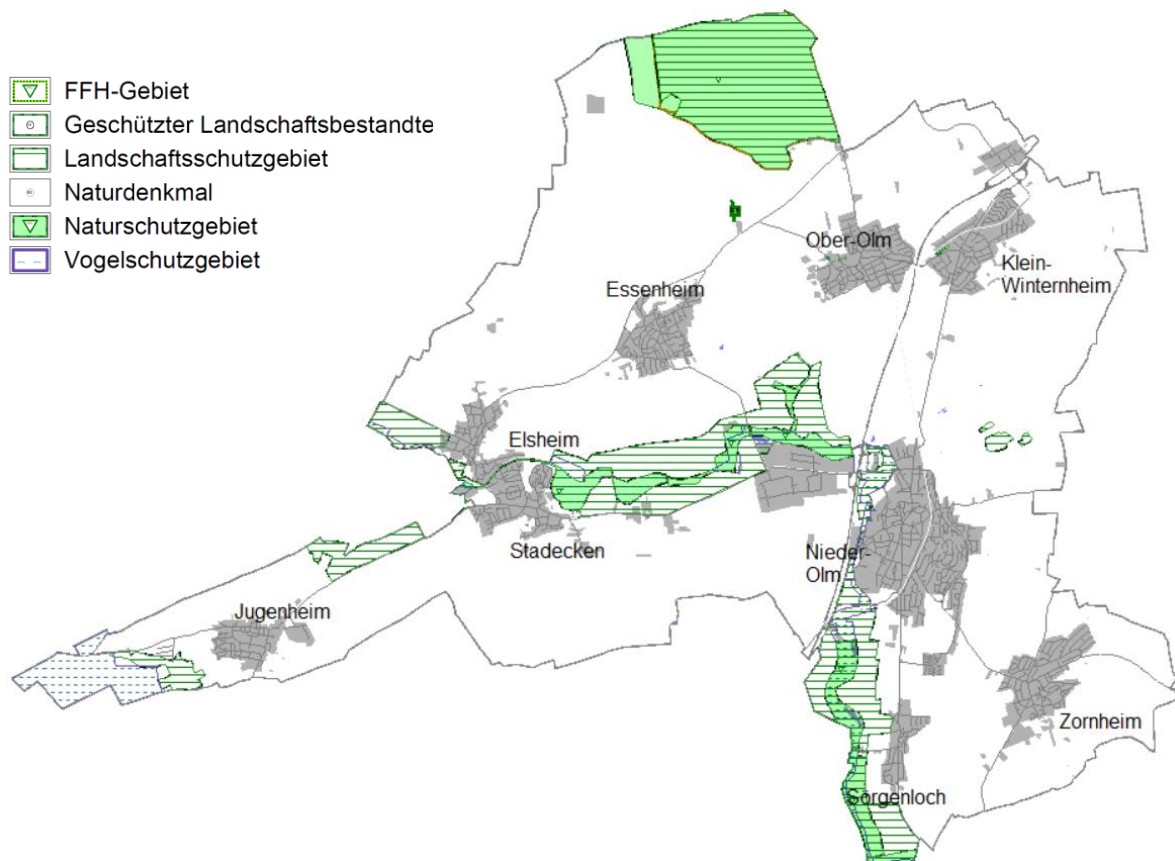 FFH-Gebiet
Geschützter Landschaftsbestandte
Landschaftsschutzgebiet
Naturdenkmal
Naturschutzgebiet
Vogelschutzgebiet
Ober-Olm
Klein-
Winternheim
Essenheim
Elsheim
Stadecken
Nieder-
Olm
Jugenheim
Zornheim
Sörgenloch